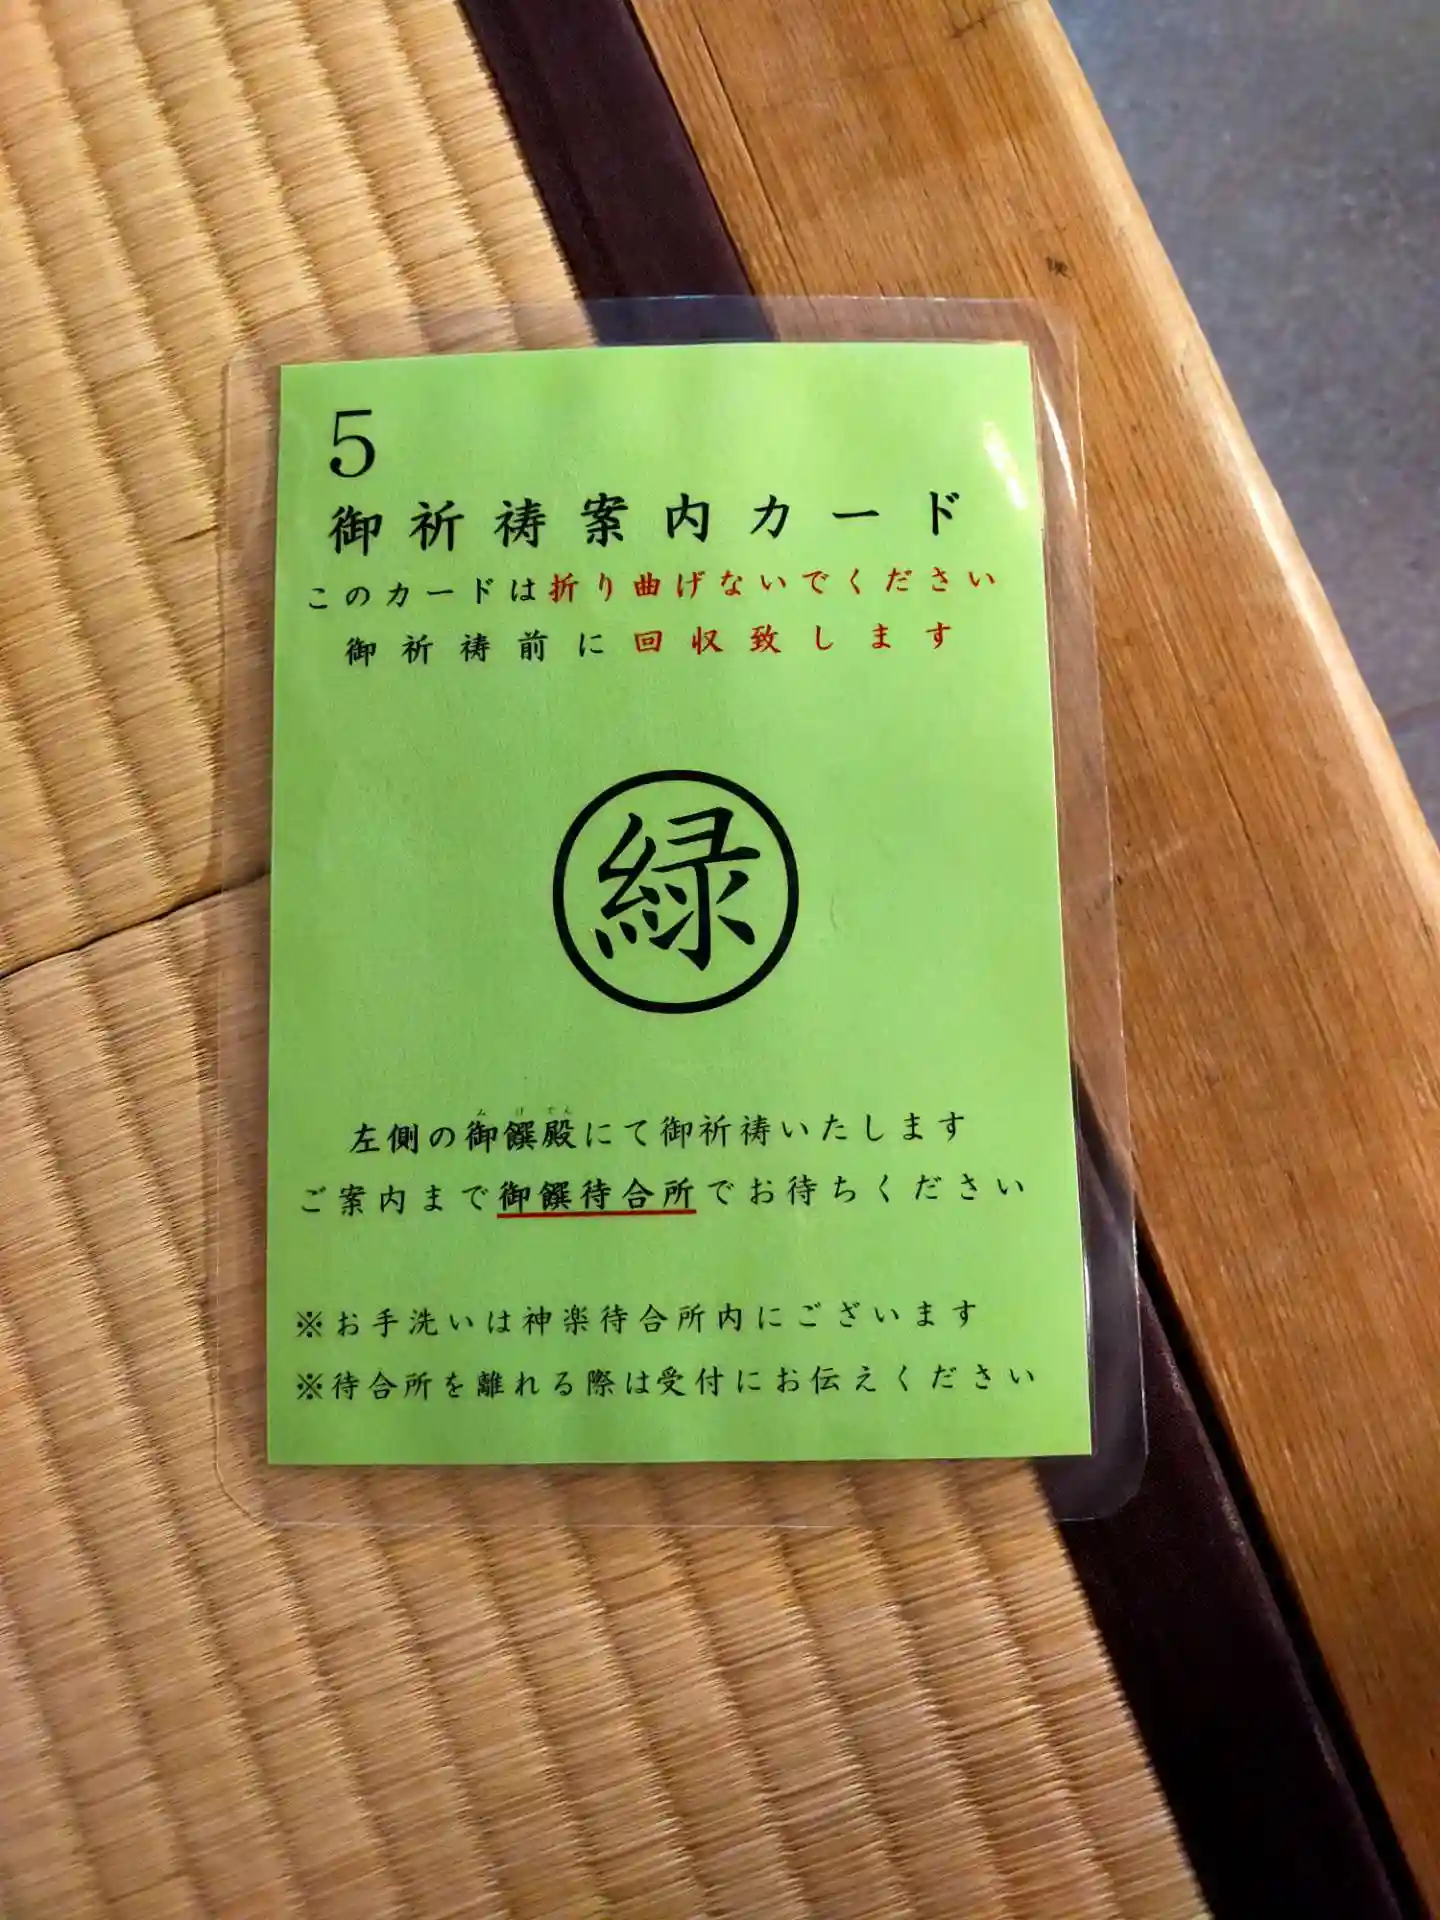 5
御祈祷案内カード
このカードは折り曲げないでください
御祈祷前に回収致します
緑
みけでん
左側の御饌殿にて御祈祷いたします
ご案内まで御饌待合所でお待ちください
※お手洗いは神楽待合所内にございます
※待合所を離れる際は受付にお伝えください